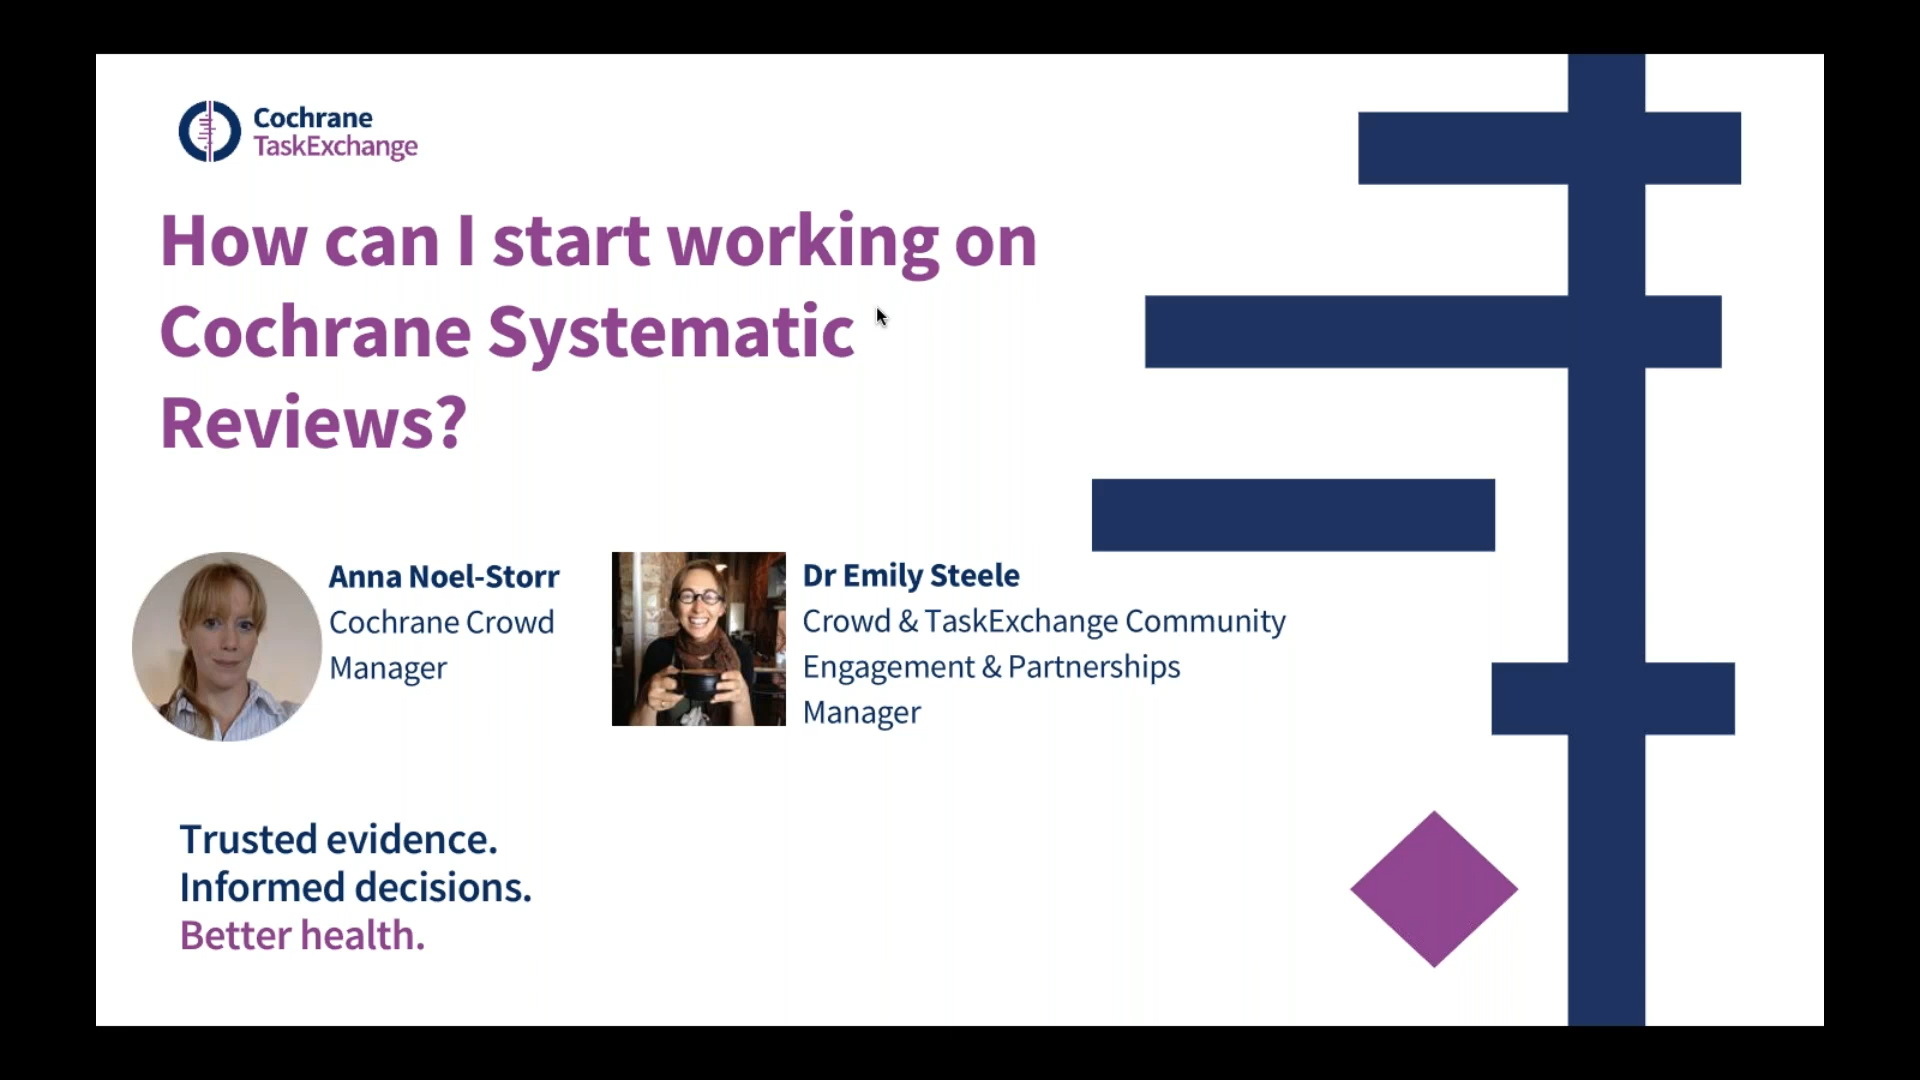 Cochrane
TaskExchange
How can I start working on
Cochrane Systematic
Reviews?
Anna Noel-Storr
Cochrane Crowd
Manager
Dr Emily Steele
Crowd & TaskExchange Community
Engagement & Partnerships
Manager
Trusted evidence.
Informed decisions.
Better health.